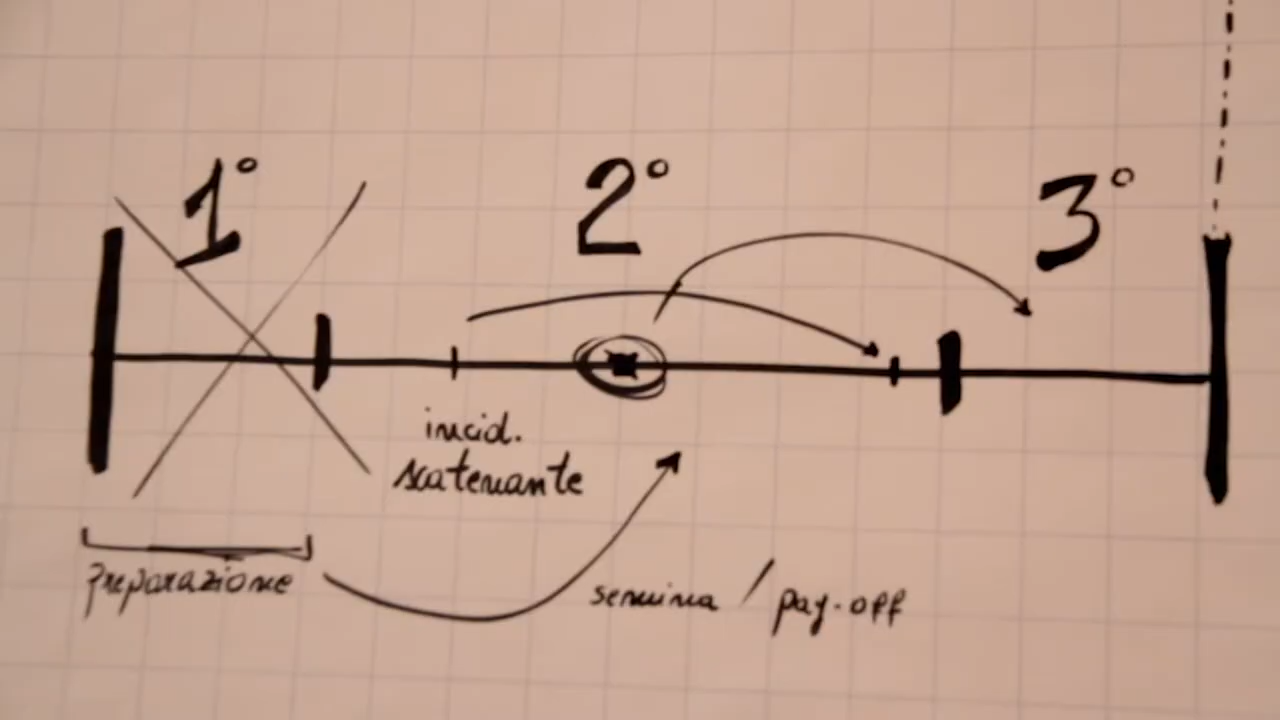 1° 2° 3°
incid.
scatenante
preparazione
semina / pay-off